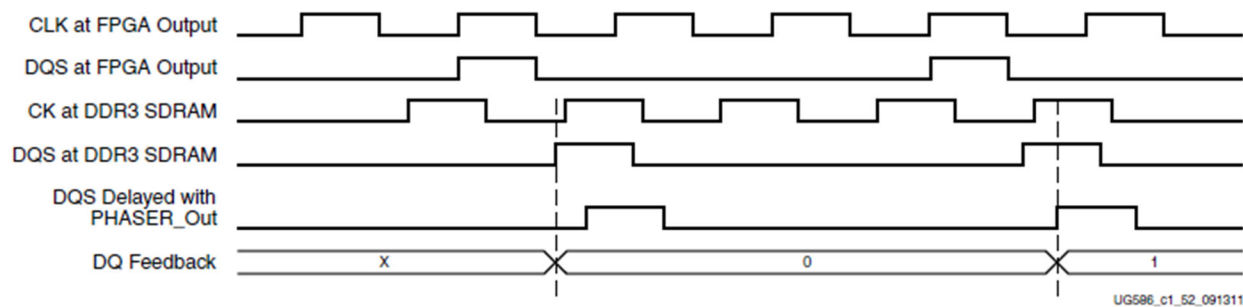 CLK at FPGA Output
DQS at FPGA Output
CK at DDR3 SDRAM
DQS at DDR3 SDRAM
DQS Delayed with
PHASER_Out
DQ Feedback
X
0
1
UG586_c1_52_091311